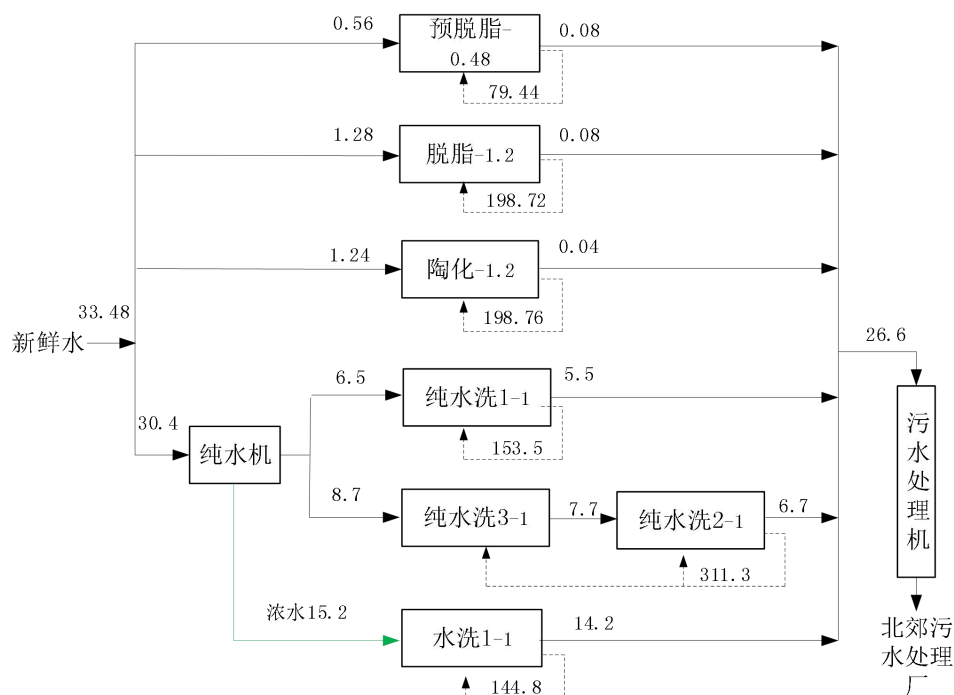 0.56
预脱脂-
0.48
0.08
79.44
1.28
脱脂-1.2
0.08
198.72
1.24
陶化-1.2
0.04
198.76
33.48
新鲜水
26.6
6.5
纯水洗1-1
5.5
153.5
30.4
纯水机
污水处理机
8.7
纯水洗3-1
7.7
纯水洗2-1
6.7
311.3
浓水15.2
水洗1-1
14.2
144.8
北郊污
水处理
厂